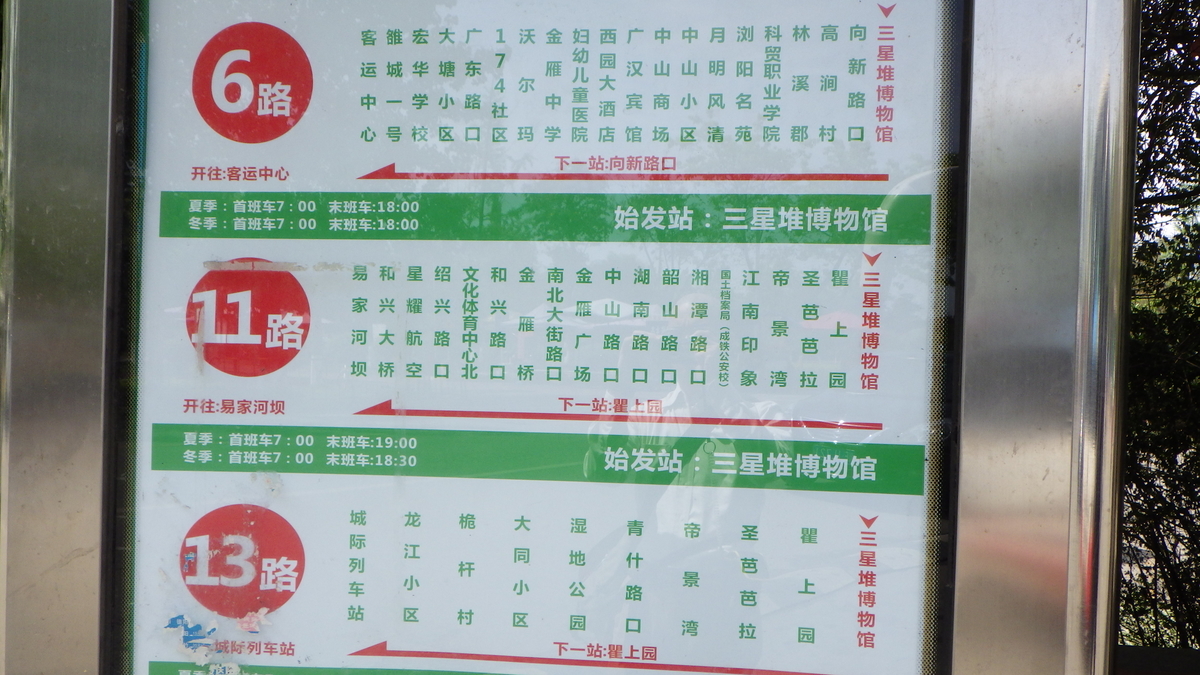 6路
客运中心
雒城一号
宏华学校
大塘小区
广东路口
174社区
沃尔玛
金雁中学
妇幼儿童医院
西园大酒店
广汉宾馆
中山商场
中山小区
月明风清
浏阳名苑
科贸职业学院
林溪郡
高涧村
向新路口
三星堆博物馆
开往:客运中心
下一站:向新路口
夏季：首班车7：00 末班车:18:00
冬季：首班车7：00 末班车:18:00
始发站：三星堆博物馆
11路
易家河坝
和兴大桥
星耀航空
绍兴路口
文化体育中心北
和兴路口
金雁桥
南北大街路口
金雁广场
中山路口
湖南路口
韶山路口
湘潭路口
国土档案局（成铁公安校）
江南印象
帝景湾
圣芭芭拉
瞿上园
三星堆博物馆
开往:易家河坝
下一站:瞿上园
夏季：首班车7：00 末班车:19:00
冬季：首班车7：00 末班车:18:30
始发站：三星堆博物馆
13路
城际列车站
龙江小区
桅杆村
大同小区
湿地公园
青什路口
帝景湾
圣芭芭拉
瞿上园
三星堆博物馆
城际列车站
下一站:瞿上园